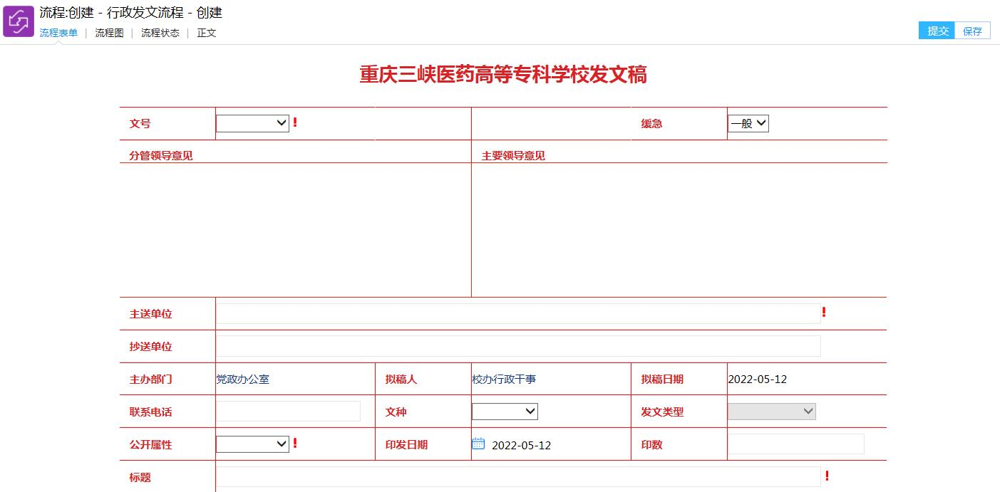 流程:创建 - 行政发文流程 - 创建
流程表单 | 流程图 | 流程状态 | 正文
提交 保存
重庆三峡医药高等专科学校发文稿
文号 ! 缓急 一般
分管领导意见 主要领导意见
主送单位 !
抄送单位
主办部门 党政办公室 拟稿人 校办行政干事 拟稿日期 2022-05-12
联系电话 文种 发文类型
公开属性 ! 印发日期 2022-05-12 印数
标题 !